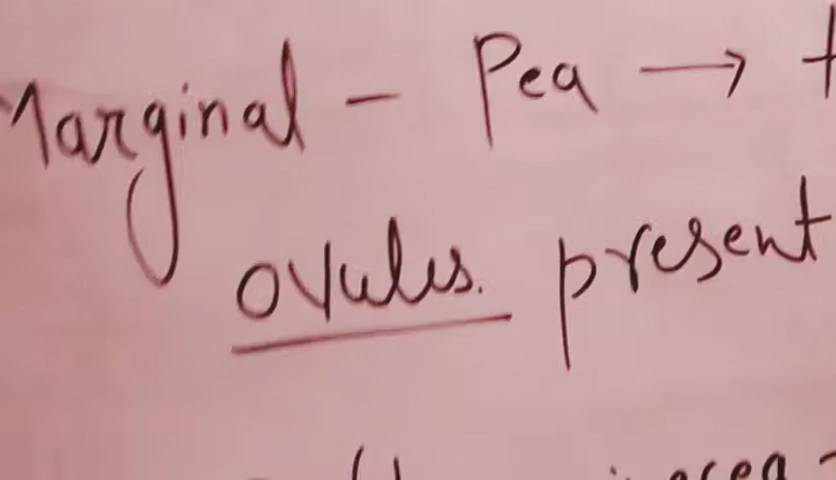 Marginal - Pea →
ovules. present